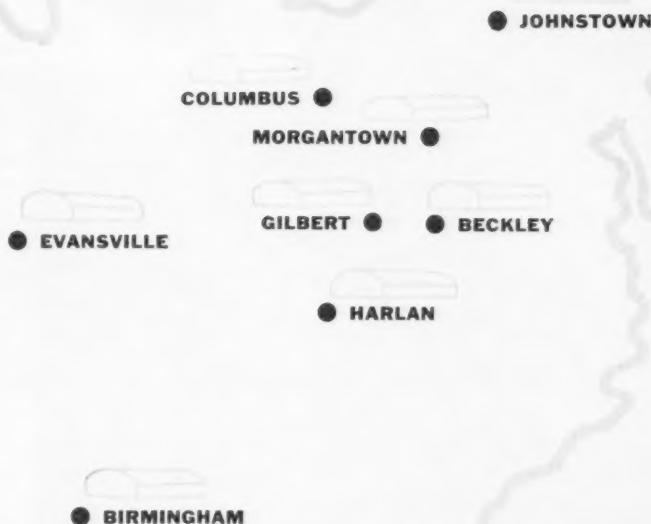 JOHNSTOWN
COLUMBUS
MORGANTOWN
GILBERT
BECKLEY
EVANSVILLE
HARLAN
BIRMINGHAM